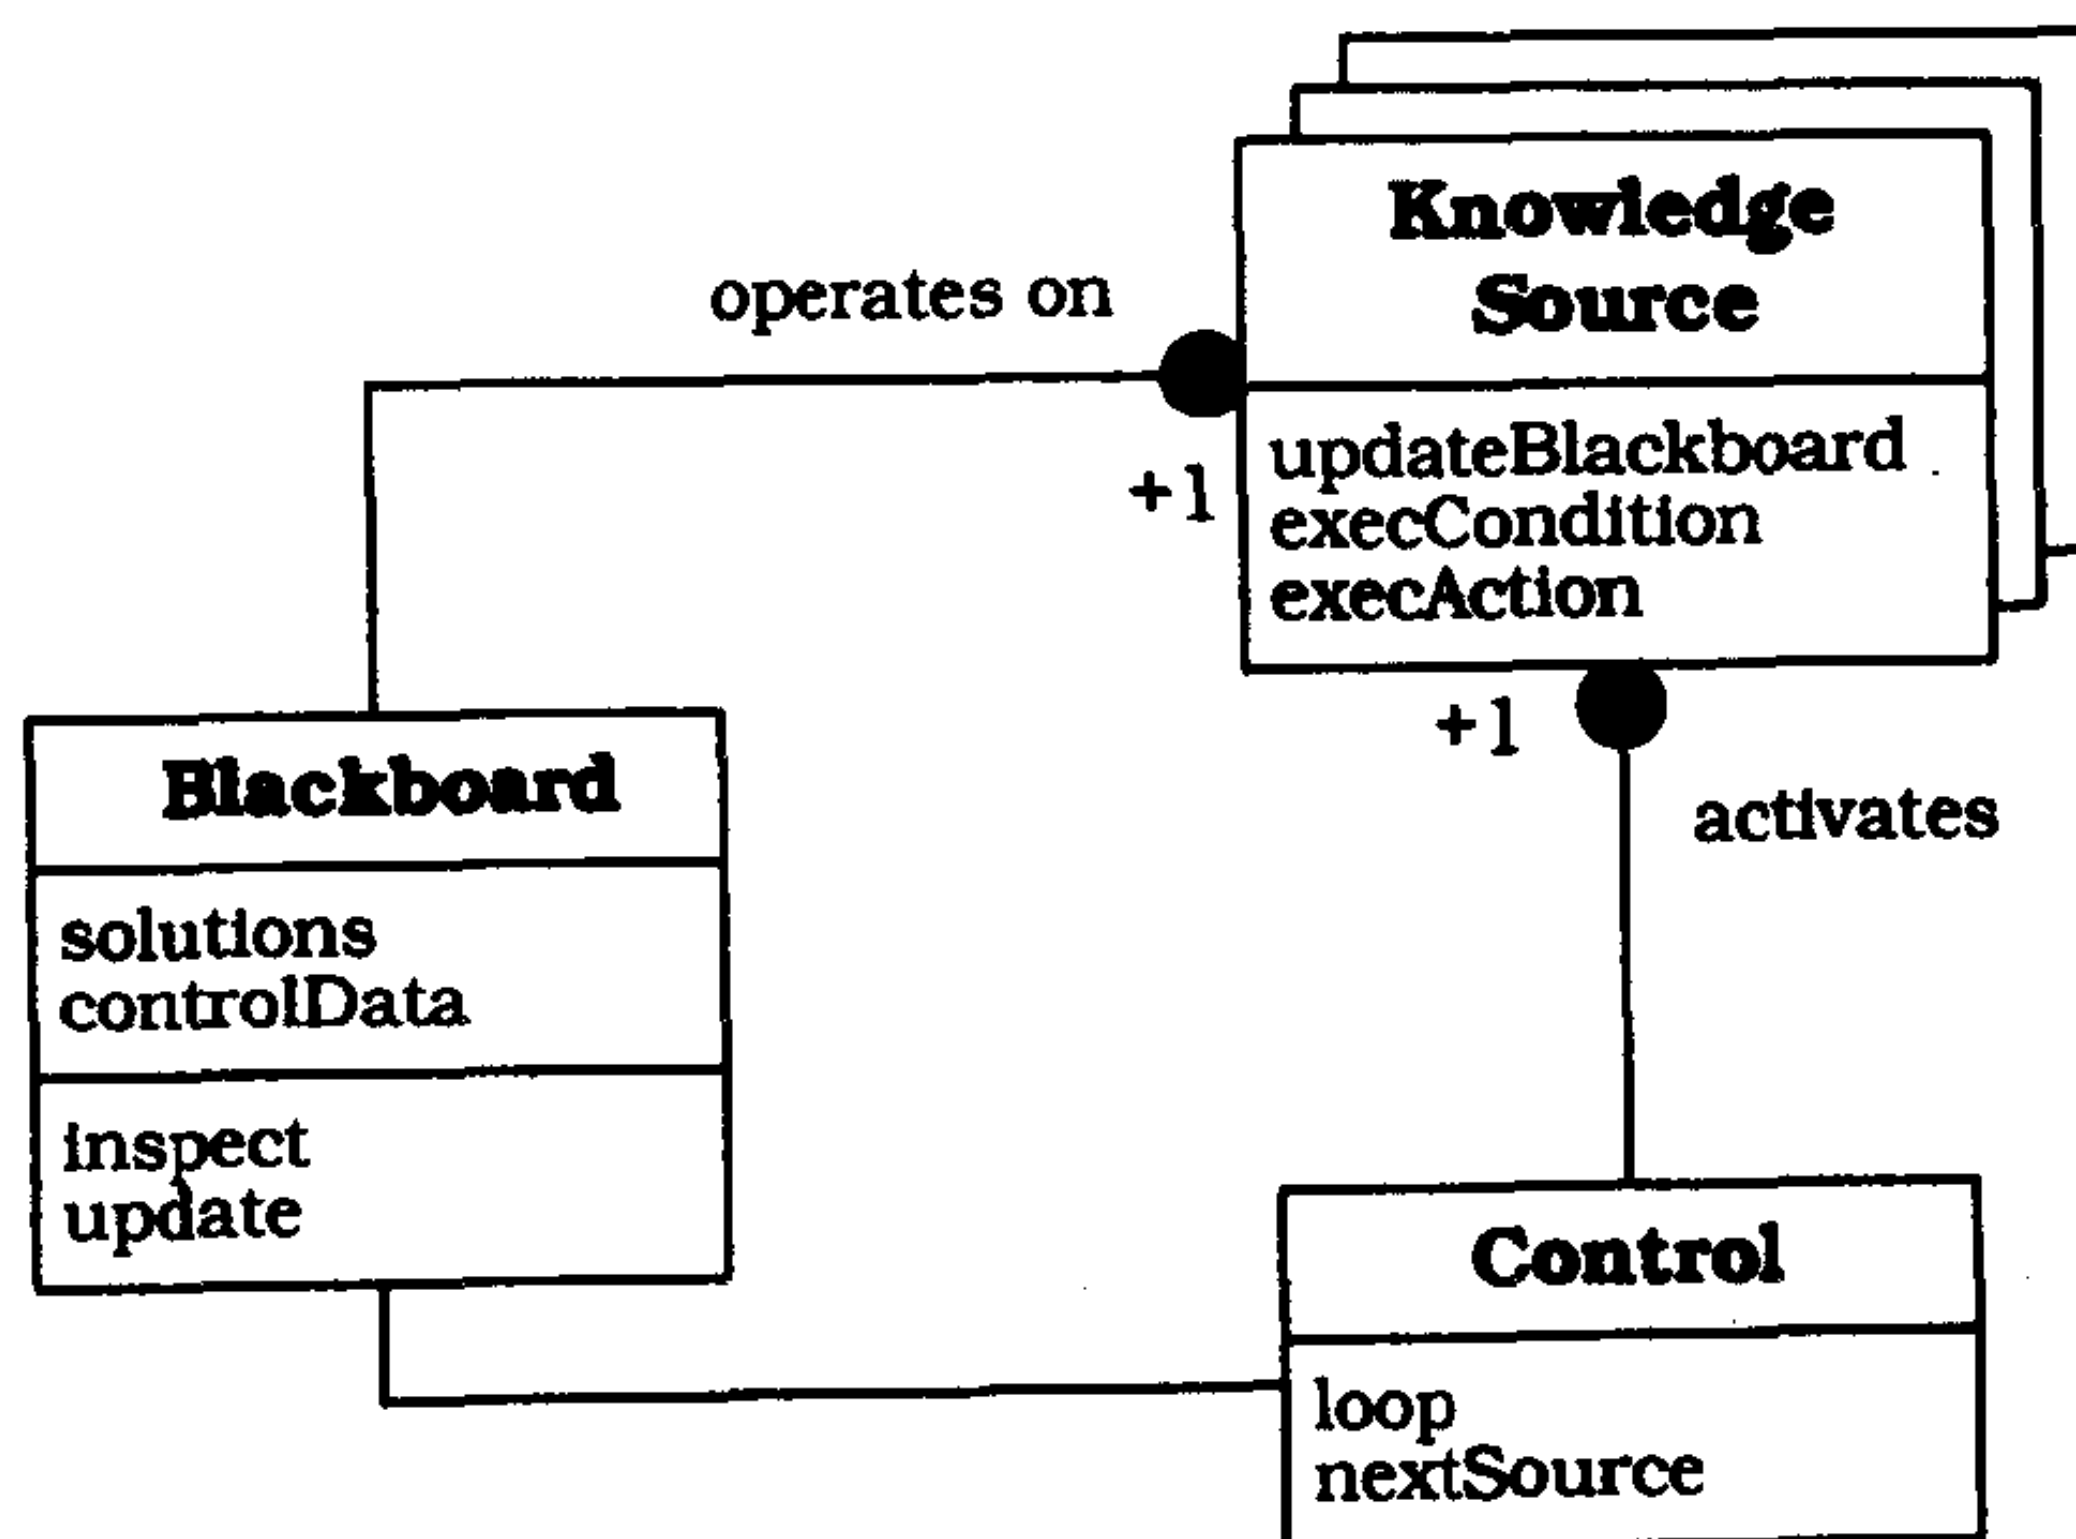 Knowledge
Source
operates on
updateBlackboard
execCondition
execAction
+1
+1
activates
Blackboard
solutions
controlData
inspect
update
Control
loop
nextSource